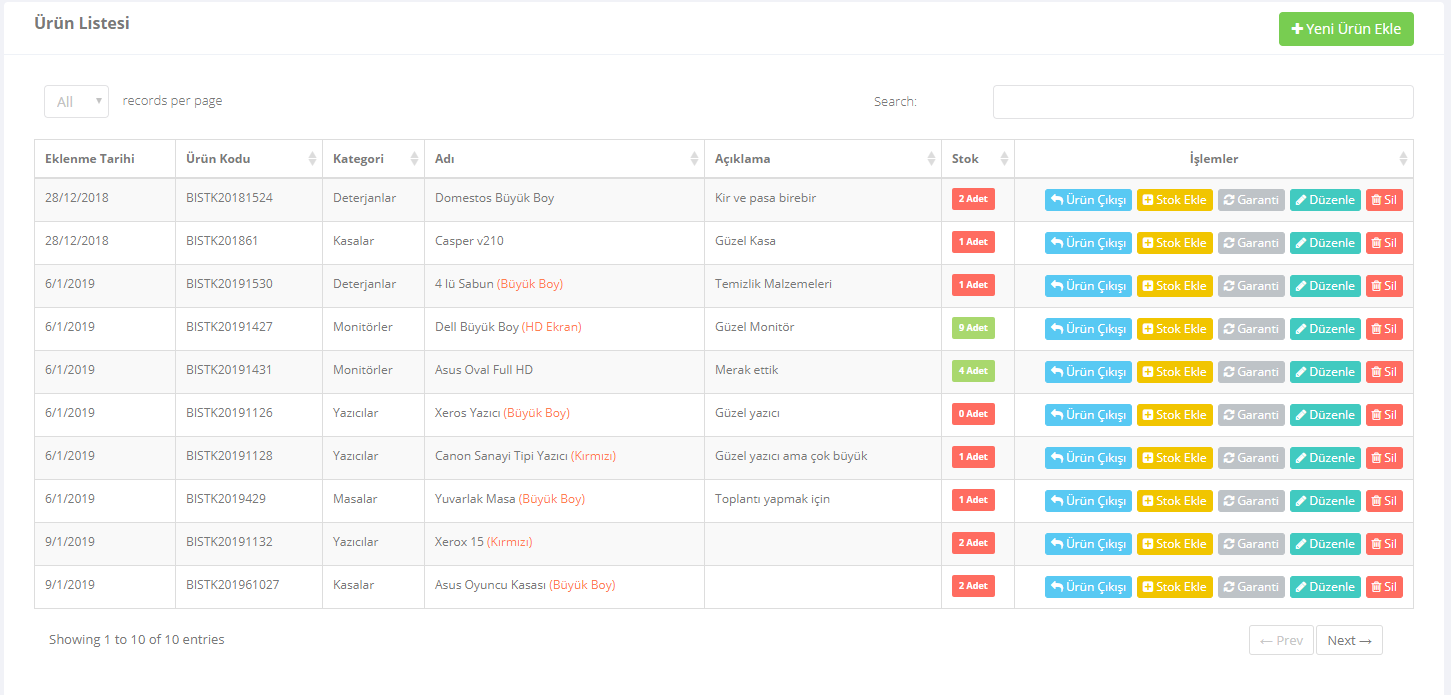 Ürün Listesi
Yeni Ürün Ekle
All records per page Search:
Eklenme Tarihi Ürün Kodu Kategori Adı Açıklama Stok İşlemler
28/12/2018 BISTK20181524 Deterjanlar Domestos Büyük Boy Kir ve pasa birebir 2 Adet Ürün Çıkışı Stok Ekle Garanti Düzenle Sil
28/12/2018 BISTK201861 Kasalar Casper v210 Güzel Kasa 1 Adet Ürün Çıkışı Stok Ekle Garanti Düzenle Sil
6/1/2019 BISTK20191530 Deterjanlar 4 lü Sabun (Büyük Boy) Temizlik Malzemeleri 1 Adet Ürün Çıkışı Stok Ekle Garanti Düzenle Sil
6/1/2019 BISTK20191427 Monitörler Dell Büyük Boy (HD Ekran) Güzel Monitör 9 Adet Ürün Çıkışı Stok Ekle Garanti Düzenle Sil
6/1/2019 BISTK20191431 Monitörler Asus Oval Full HD Merak ettik 4 Adet Ürün Çıkışı Stok Ekle Garanti Düzenle Sil
6/1/2019 BISTK20191126 Yazıcılar Xeros Yazıcı (Büyük Boy) Güzel yazıcı 0 Adet Ürün Çıkışı Stok Ekle Garanti Düzenle Sil
6/1/2019 BISTK20191128 Yazıcılar Canon Sanayi Tipi Yazıcı (Kırmızı) Güzel yazıcı ama çok büyük 1 Adet Ürün Çıkışı Stok Ekle Garanti Düzenle Sil
6/1/2019 BISTK2019429 Masalar Yuvarlak Masa (Büyük Boy) Toplantı yapmak için 1 Adet Ürün Çıkışı Stok Ekle Garanti Düzenle Sil
9/1/2019 BISTK20191132 Yazıcılar Xerox 15 (Kırmızı) 2 Adet Ürün Çıkışı Stok Ekle Garanti Düzenle Sil
9/1/2019 BISTK201961027 Kasalar Asus Oyuncu Kasası (Büyük Boy) 2 Adet Ürün Çıkışı Stok Ekle Garanti Düzenle Sil
Showing 1 to 10 of 10 entries ← Prev Next →